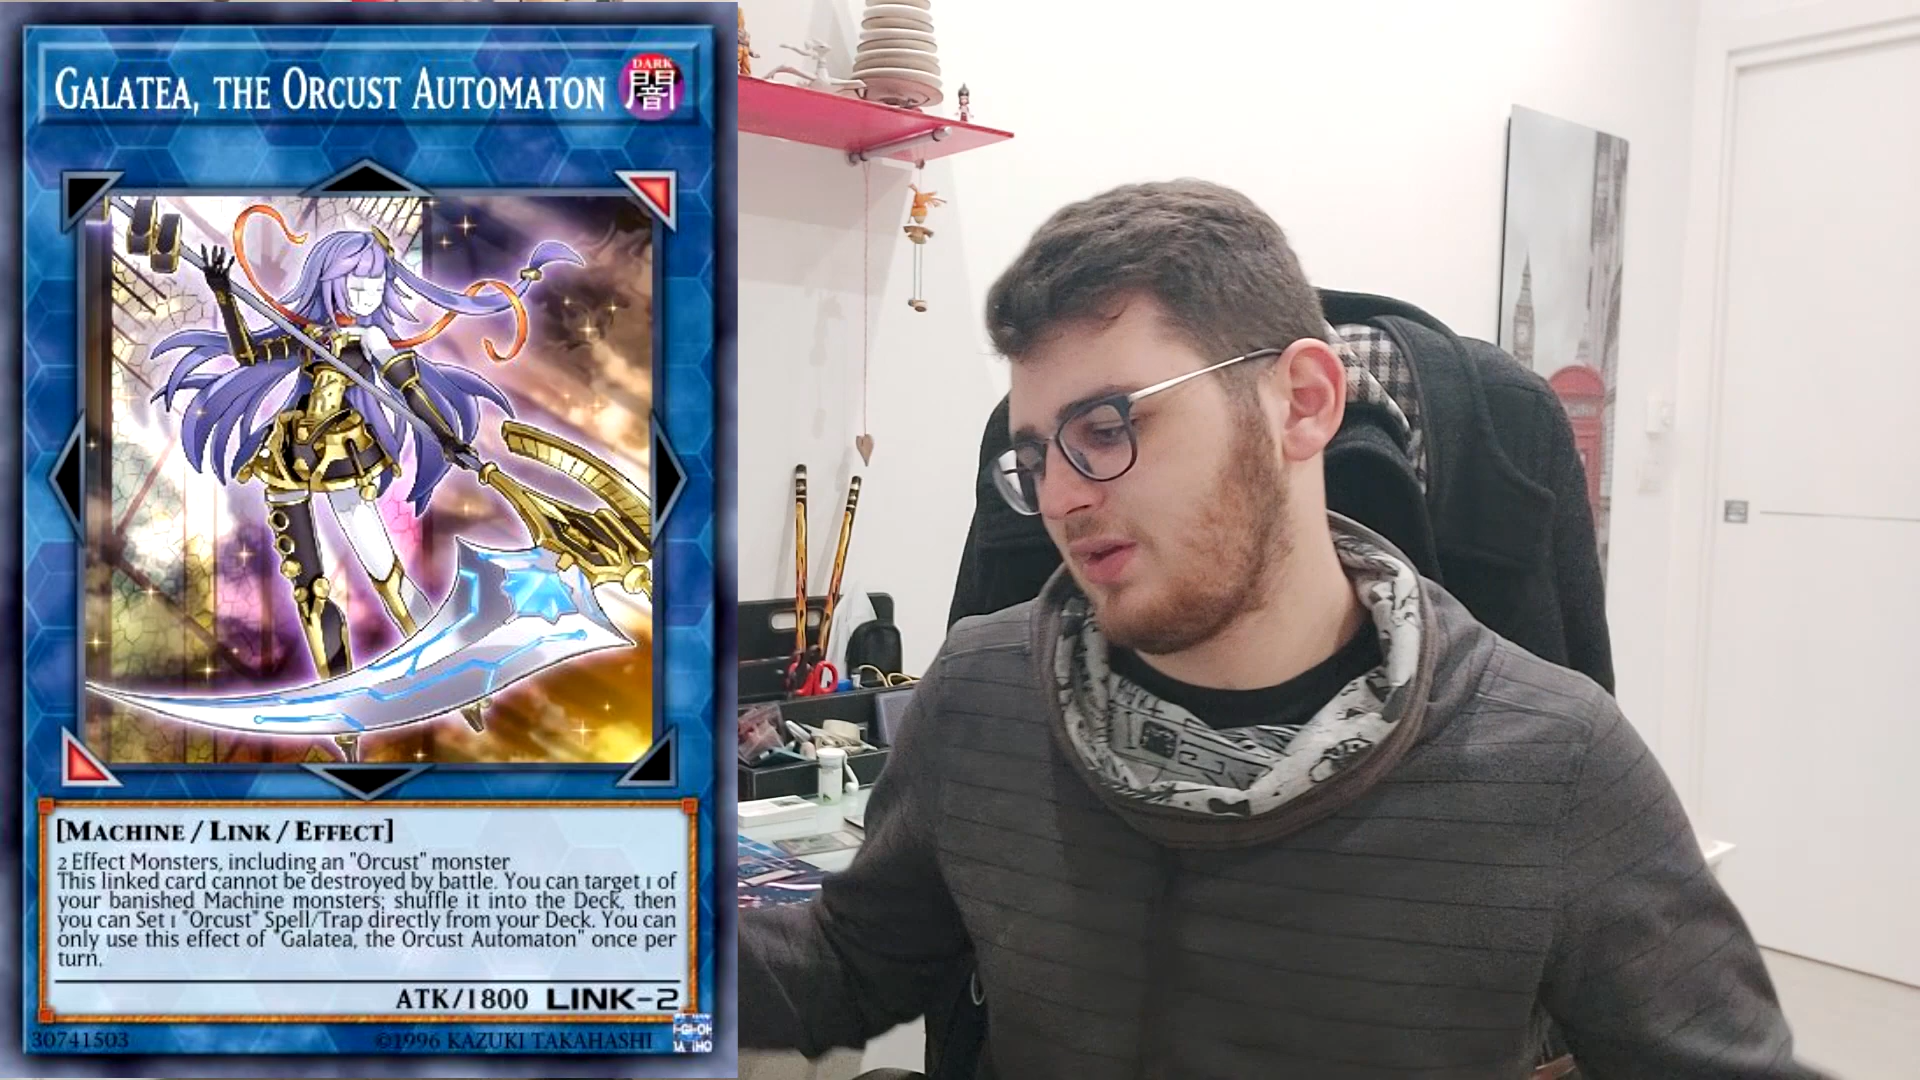 GALATEA, THE ORCUST AUTOMATON
DARK
闇
[MACHINE / LINK / EFFECT]
2 Effect Monsters, including an "Orcust" monster
This linked card cannot be destroyed by battle. You can target 1 of
your banished Machine monsters; shuffle it into the Deck, then
you can Set 1 "Orcust" Spell/Trap directly from your Deck. You can
only use this effect of "Galatea, the Orcust Automaton" once per
turn.
ATK/1800 LINK-2
30741503
©1996 KAZUKI TAKAHASHI